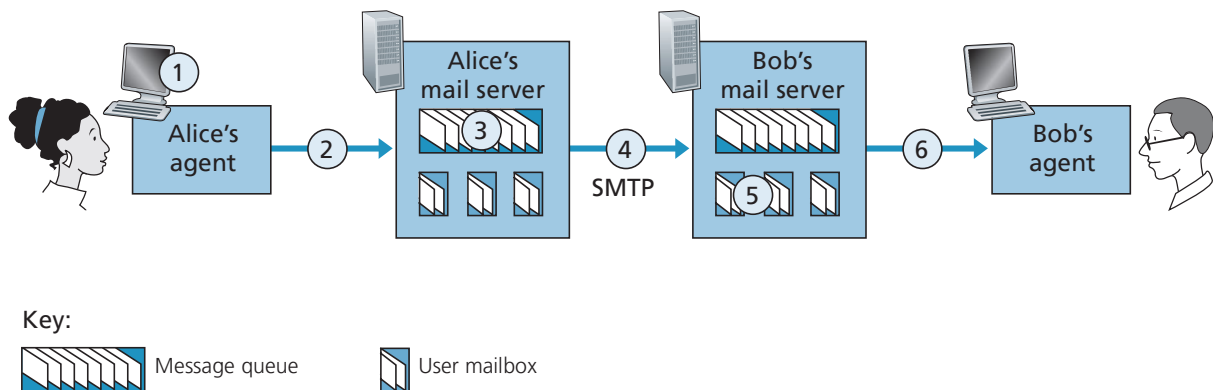 1
Alice's
agent
2
Alice's
mail server
3
4
SMTP
Bob's
mail server
5
6
Bob's
agent
Key:
Message queue
User mailbox